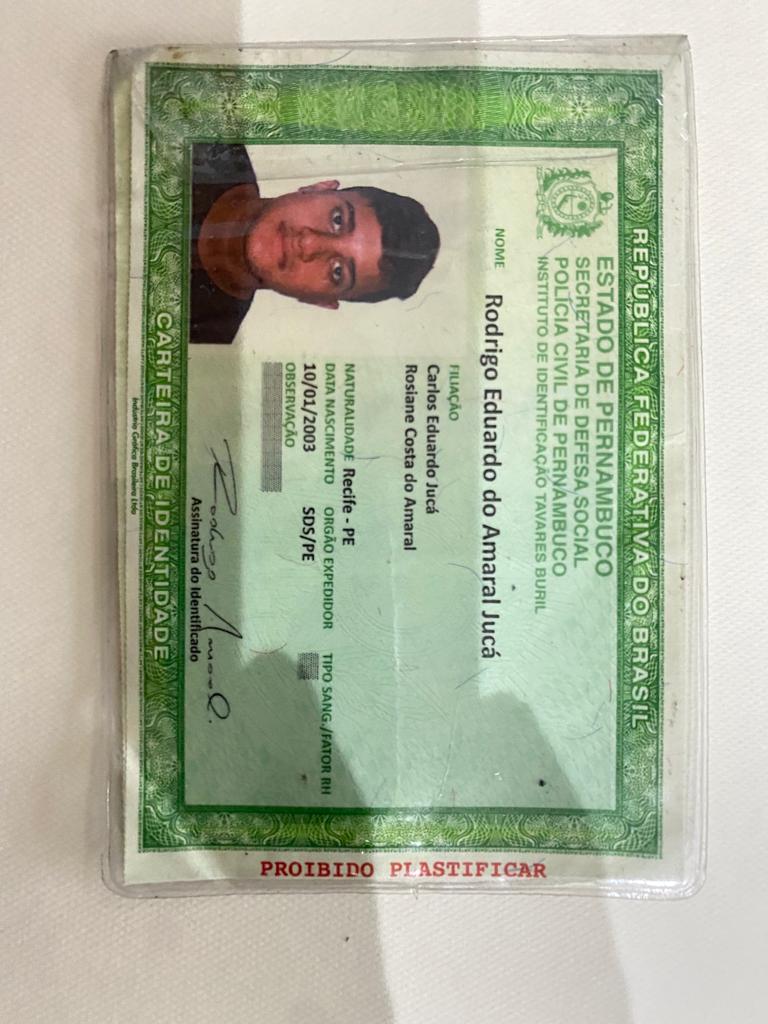 REPÚBLICA FEDERATIVA DO BRASIL
ESTADO DE PERNAMBUCO
SECRETARIA DE DEFESA SOCIAL
POLÍCIA CIVIL DE PERNAMBUCO
INSTITUTO DE IDENTIFICAÇÃO TAVARES BURIL
NOME
Rodrigo Eduardo do Amaral Jucá
FILIAÇÃO
Carlos Eduardo Jucá
Rosiane Costa do Amaral
NATURALIDADE Recife - PE
DATA NASCIMENTO ORGÃO EXPEDIDOR TIPO SANG./FATOR RH
10/01/2003 SDS/PE
OBSERVAÇÃO
Rodrigo Amaral
Assinatura do Identificado
CARTEIRA DE IDENTIDADE
Industria Gráfica Brasileira Ltda
PROIBIDO PLASTIFICAR